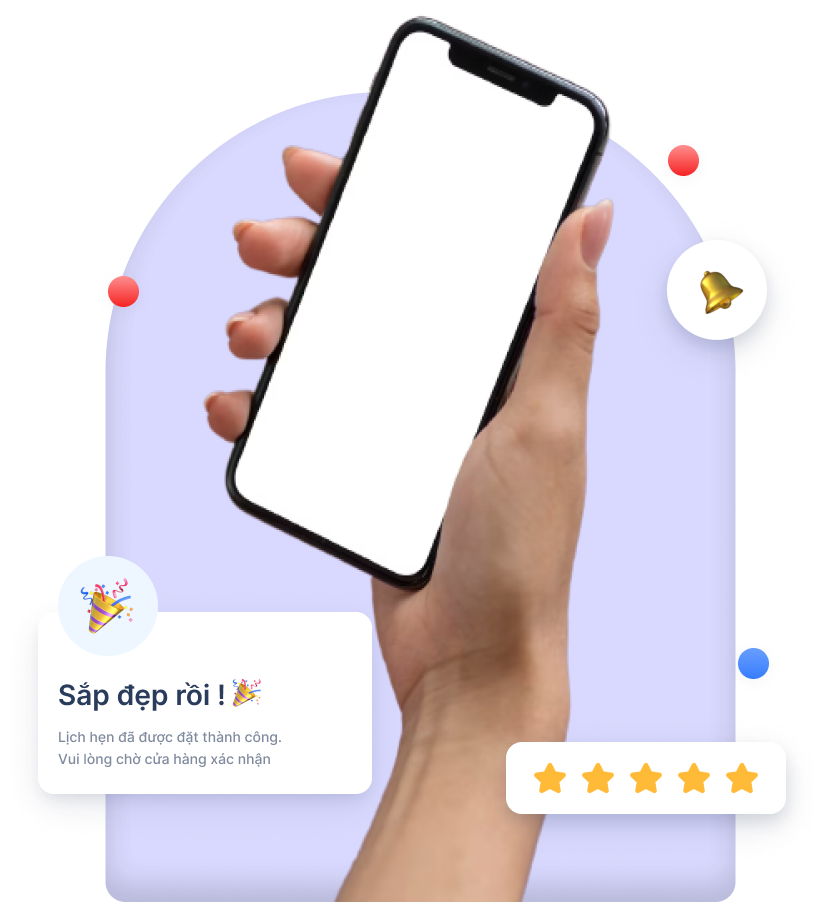 Sắp đẹp rồi ! 🎉
Lịch hẹn đã được đặt thành công.
Vui lòng chờ cửa hàng xác nhận